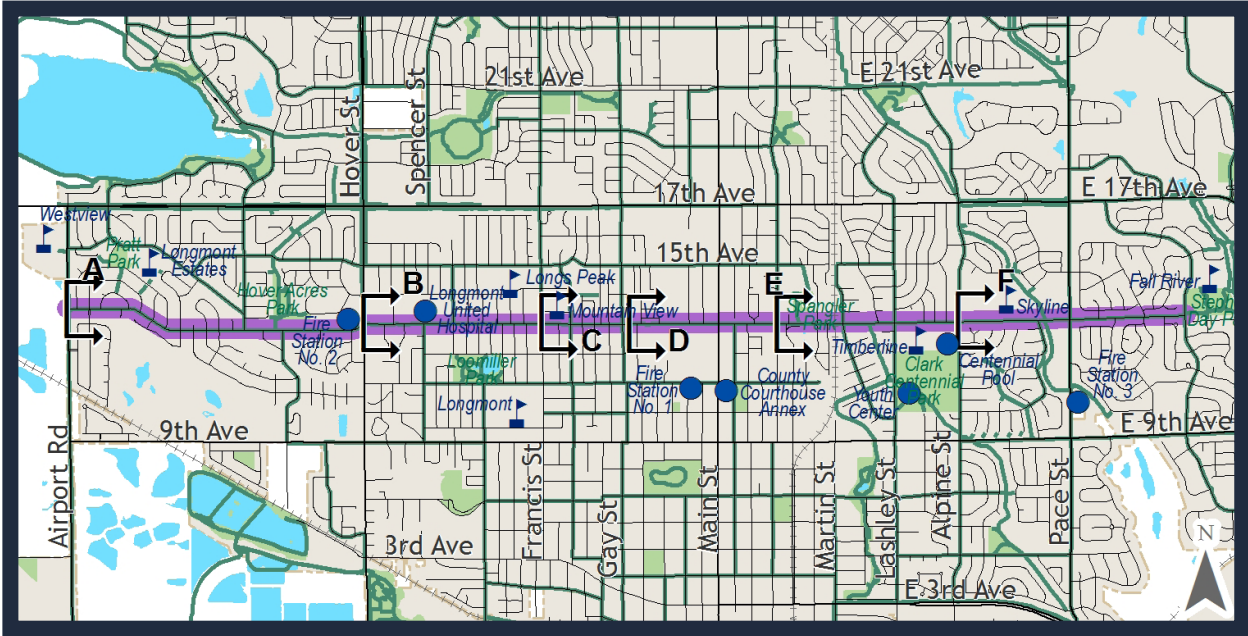 21st Ave
E 21st Ave
Hover St
Spencer St
17th Ave
E 17th Ave
Westview
Pratt
Park
Longmont
Estates
15th Ave
A
B
E
F
Hover Acres
Park
Longmont
United
Hospital
Longs Peak
Mountain View
Spangler
Park
Skyline
Fall River
Steph
Day P
Fire
Station
No. 2
C
D
Timberline
Loomiller
Park
Fire
Station
No. 1
County
Courthouse
Annex
Clark
Centennial
Park
Centennial
Pool
Fire
Station
No. 3
Longmont
Youth
Center
9th Ave
E 9th Ave
Airport Rd
Francis St
Gay St
Main St
Martin St
Lashley St
Alpine St
Pace St
3rd Ave
E 3rd Ave
N